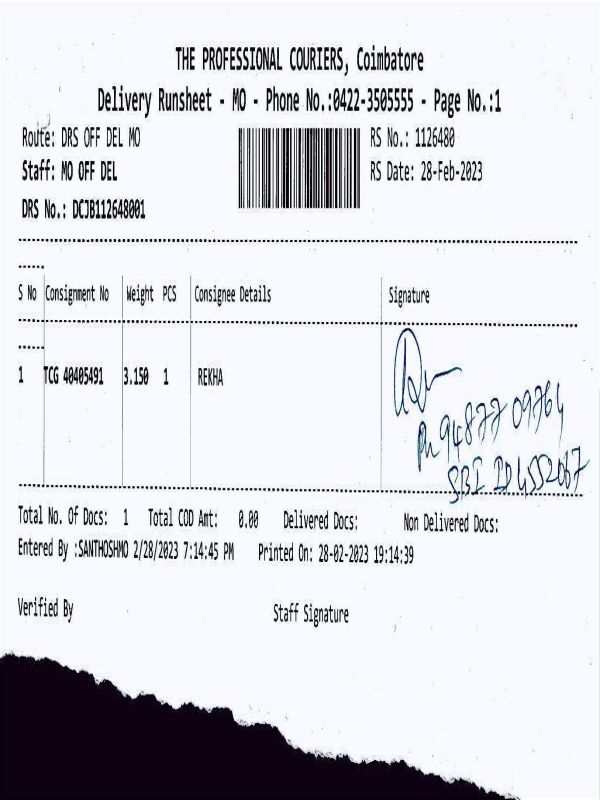 THE PROFESSIONAL COURIERS, Coimbatore
Delivery Runsheet - MO - Phone No.:0422-3505555 - Page No.:1
Route: DRS OFF DEL MO
RS No.: 1126480
Staff: MO OFF DEL
RS Date: 28-Feb-2023
DRS No.: DCJB112648001
S No Consignment No Weight PCS Consignee Details Signature
1 TCG 40405491 3.150 1 REKHA
Ph 94877 09764
SBI ID 4552067
Total No. Of Docs: 1 Total COD Amt: 0.00 Delivered Docs: Non Delivered Docs:
Entered By :SANTHOSHMO 2/28/2023 7:14:45 PM Printed On: 28-02-2023 19:14:39
Verified By Staff Signature